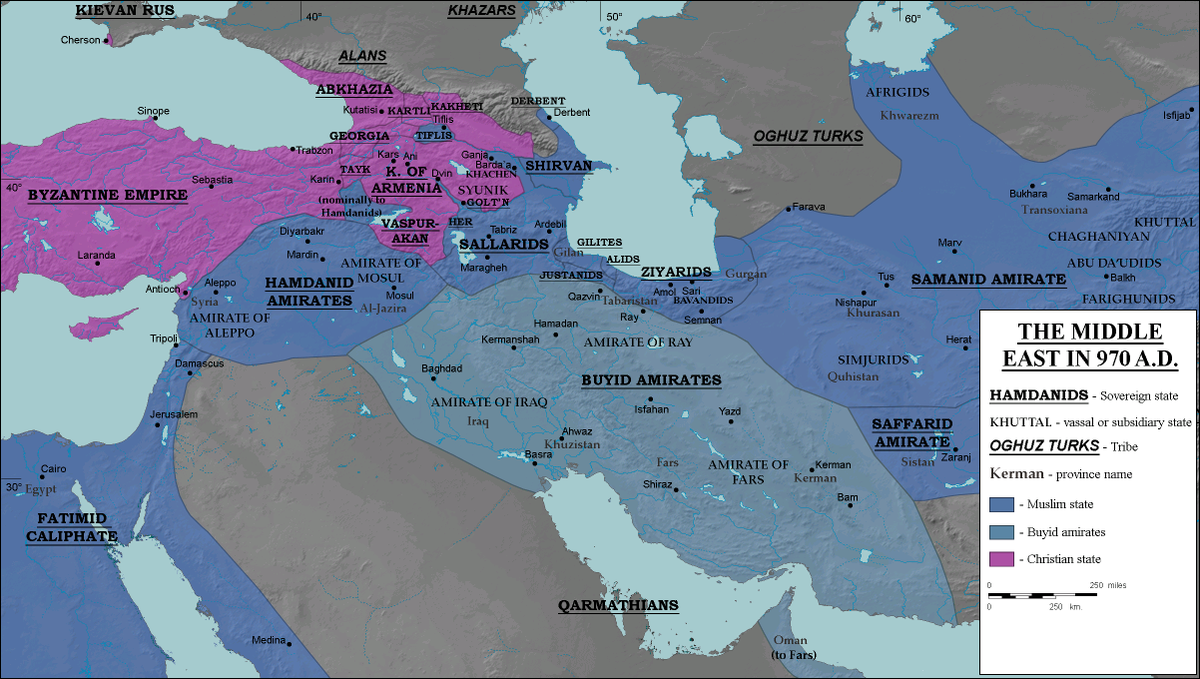 KIEVAN RUS
40°
KHAZARS
50°
60°
Cherson
ALANS
ABKHAZIA
Kutatisi
KARTLI
KAKHETI
Tiflis
TIFLIS
DERBENT
Derbent
AFRIGIDS
Khwarezm
Isfijab
Sinope
Trabzon
GEORGIA
OGHUZ TURKS
40°
BYZANTINE EMPIRE
Sebastia
Karin
TAYK
Kars
Ani
K. OF
ARMENIA
Dvin
Ganja
Barda'a
KHACHEN
SYUNIK
GOLT'N
SHIRVAN
(nominally to
Hamdanids)
VASPUR-
AKAN
HER
Tabriz
Ardebil
SALLARIDS
Maragheh
Gilan
GILITES
ALIDS
JUSTANIDS
ZIYARIDS
Gurgan
Farava
Bukhara
Samarkand
Transoxiana
KHUTTAL
CHAGHANIYAN
Marv
ABU DA'UDIDS
Balkh
SAMANID AMIRATE
FARIGHUNIDS
Tus
Nishapur
Khurasan
Laranda
Diyarbakr
Mardin
AMIRATE OF
MOSUL
HAMDANID
AMIRATES
Mosul
Al-Jazira
Antioch
Aleppo
Syria
AMIRATE OF
ALEPPO
Qazvin
Tabaristan
Amol
Sari
BAVANDIDS
Ray
Semnan
Tripoli
Damascus
Hamadan
Kermanshah
AMIRATE OF RAY
Herat
SIMJURIDS
Quhistan
Baghdad
BUYID AMIRATES
AMIRATE OF IRAQ
Iraq
Isfahan
Yazd
Jerusalem
Ahwaz
Khuzistan
Basra
SAFFARID
AMIRATE
Sistan
Zaranj
Cairo
30°
Egypt
Fars
AMIRATE OF
FARS
Kerman
Kerman
Shiraz
Bam
FATIMID
CALIPHATE
QARMATHIANS
Medina
Oman
(to Fars)
THE MIDDLE
EAST IN 970 A.D.
HAMDANIDS - Sovereign state
KHUTTAL - vassal or subsidiary state
OGHUZ TURKS - Tribe
Kerman - province name
- Muslim state
- Buyid amirates
- Christian state
0 250 miles
0 250 km.